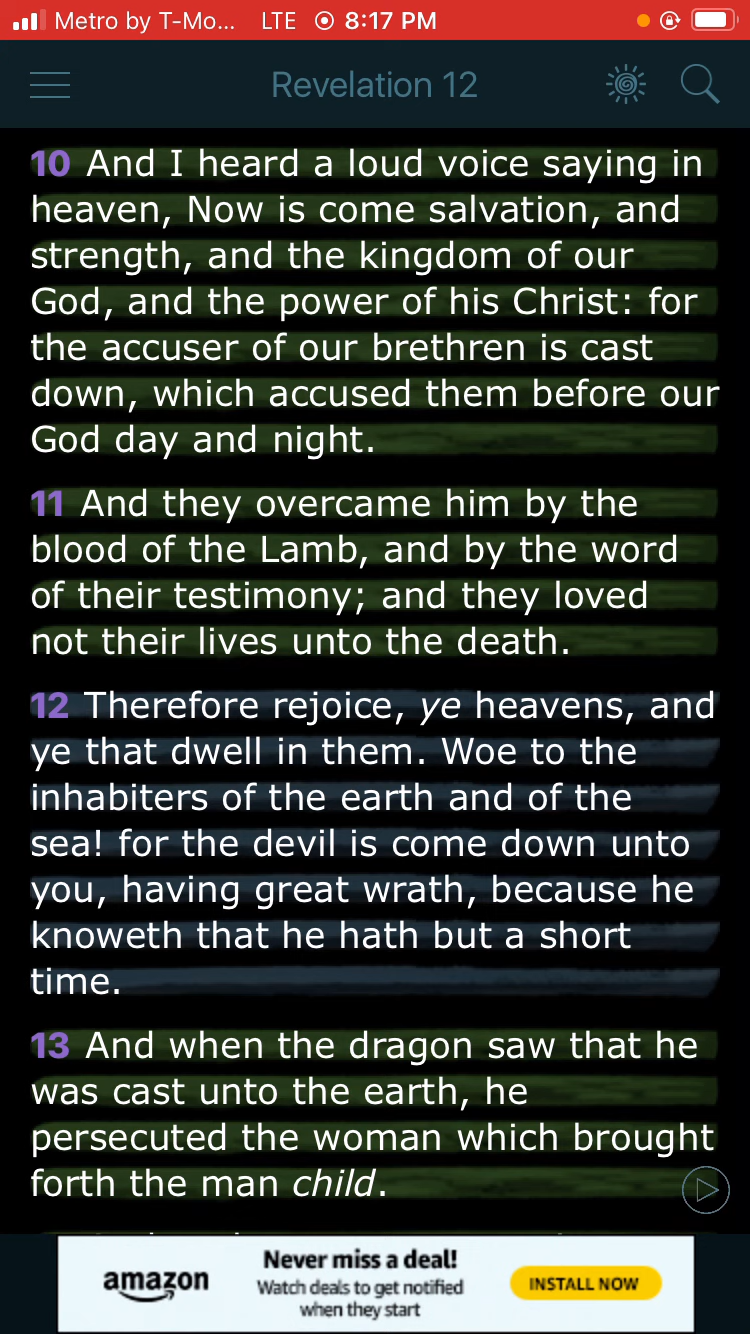 Metro by T-Mo... LTE 8:17 PM
Revelation 12
10 And I heard a loud voice saying in
heaven, Now is come salvation, and
strength, and the kingdom of our
God, and the power of his Christ: for
the accuser of our brethren is cast
down, which accused them before our
God day and night.
11 And they overcame him by the
blood of the Lamb, and by the word
of their testimony; and they loved
not their lives unto the death.
12 Therefore rejoice, ye heavens, and
ye that dwell in them. Woe to the
inhabiters of the earth and of the
sea! for the devil is come down unto
you, having great wrath, because he
knoweth that he hath but a short
time.
13 And when the dragon saw that he
was cast unto the earth, he
persecuted the woman which brought
forth the man child.
amazon
Never miss a deal!
Watch deals to get notified
when they start
INSTALL NOW